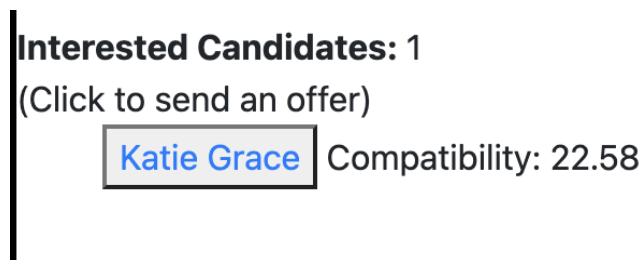 Interested Candidates: 1
(Click to send an offer)
Katie Grace Compatibility: 22.58